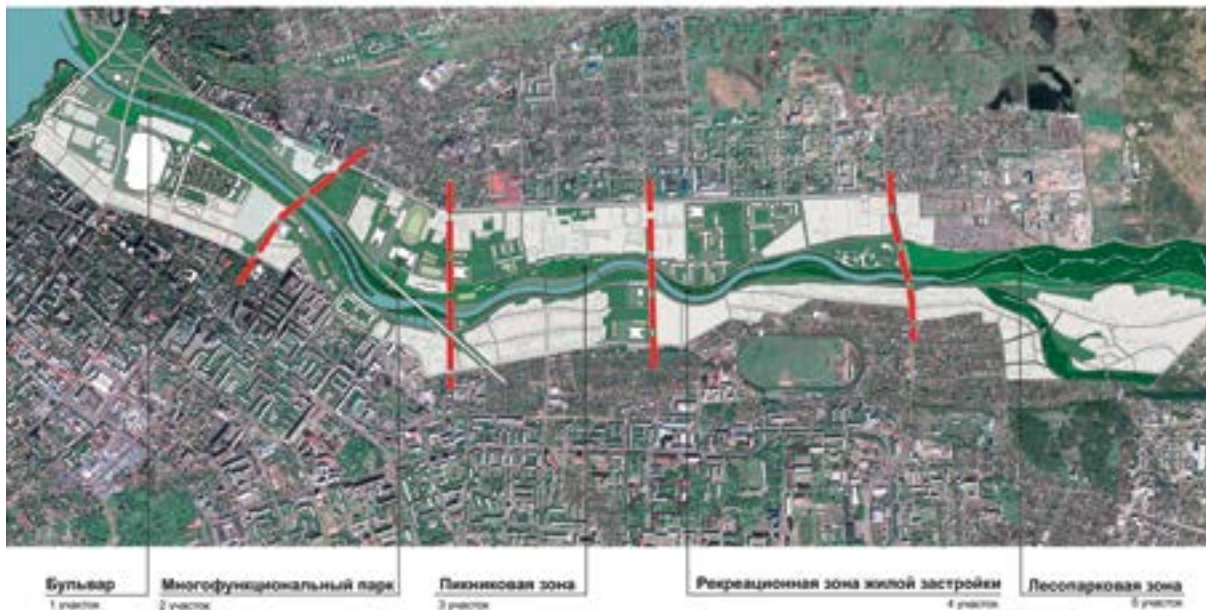 Бульвар
1 участок
Многофункциональный парк
2 участок
Пикниковая зона
3 участок
Рекреационная зона жилой застройки
4 участок
Лесопарковая зона
5 участок